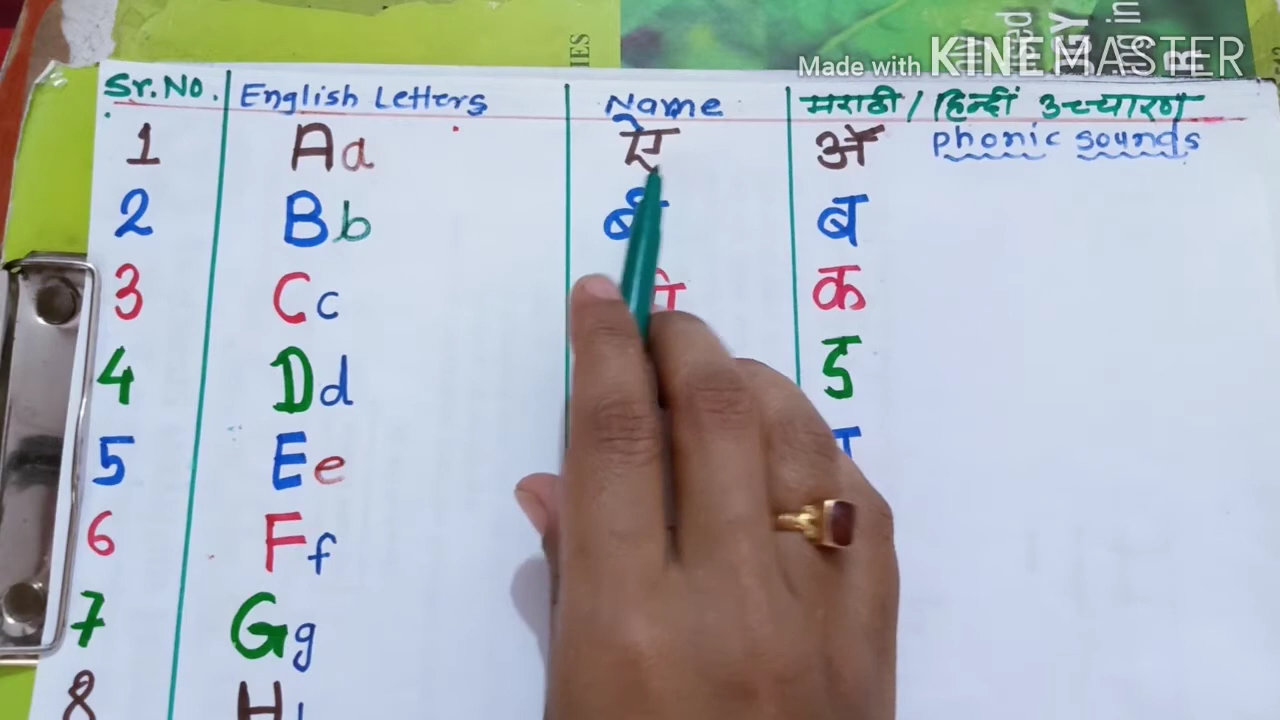 Made with KINEMASTER
IES
Sr.No. English Letters Name मराठी / हिन्दी उच्च्यारण
phonic sounds
1 Aa ऐ अ‍ॅ
2 Bb बी ब
3 Cc क
4 Dd ड
5 Ee
6 Ff
7 Gg
8 H